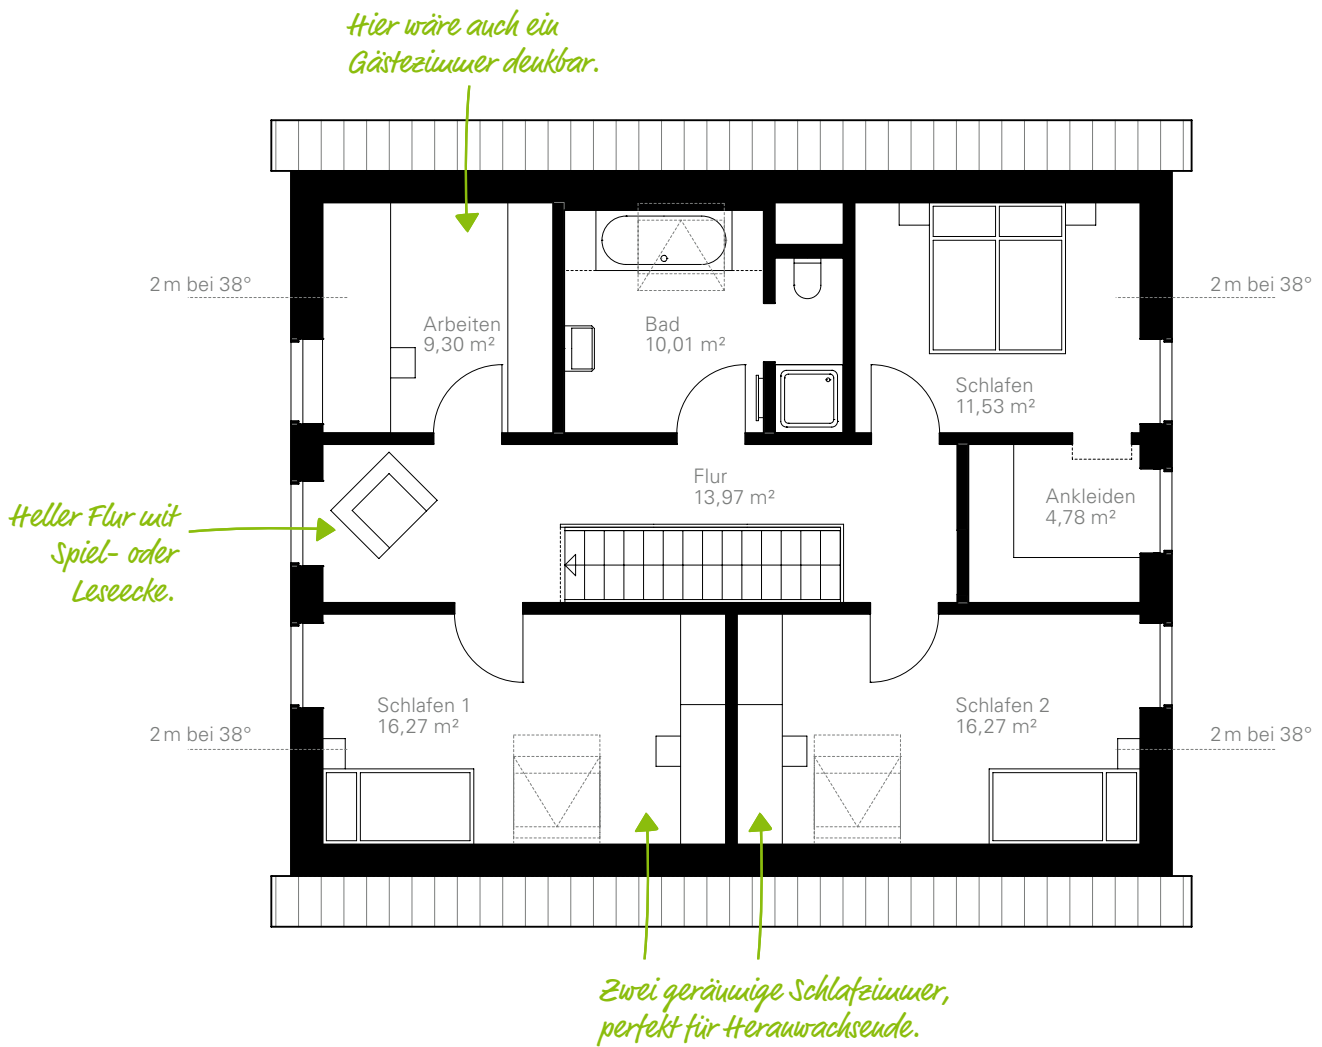 Hier wäre auch ein
Gästezimmer denkbar.
2 m bei 38°
2 m bei 38°
Arbeiten
9,30 m²
Bad
10,01 m²
Schlafen
11,53 m²
Flur
13,97 m²
Ankleiden
4,78 m²
Heller Flur mit
Spiel- oder
Leseecke.
Schlafen 1
16,27 m²
Schlafen 2
16,27 m²
2 m bei 38°
2 m bei 38°
Zwei geräumige Schlafzimmer,
perfekt für Heranwachsende.